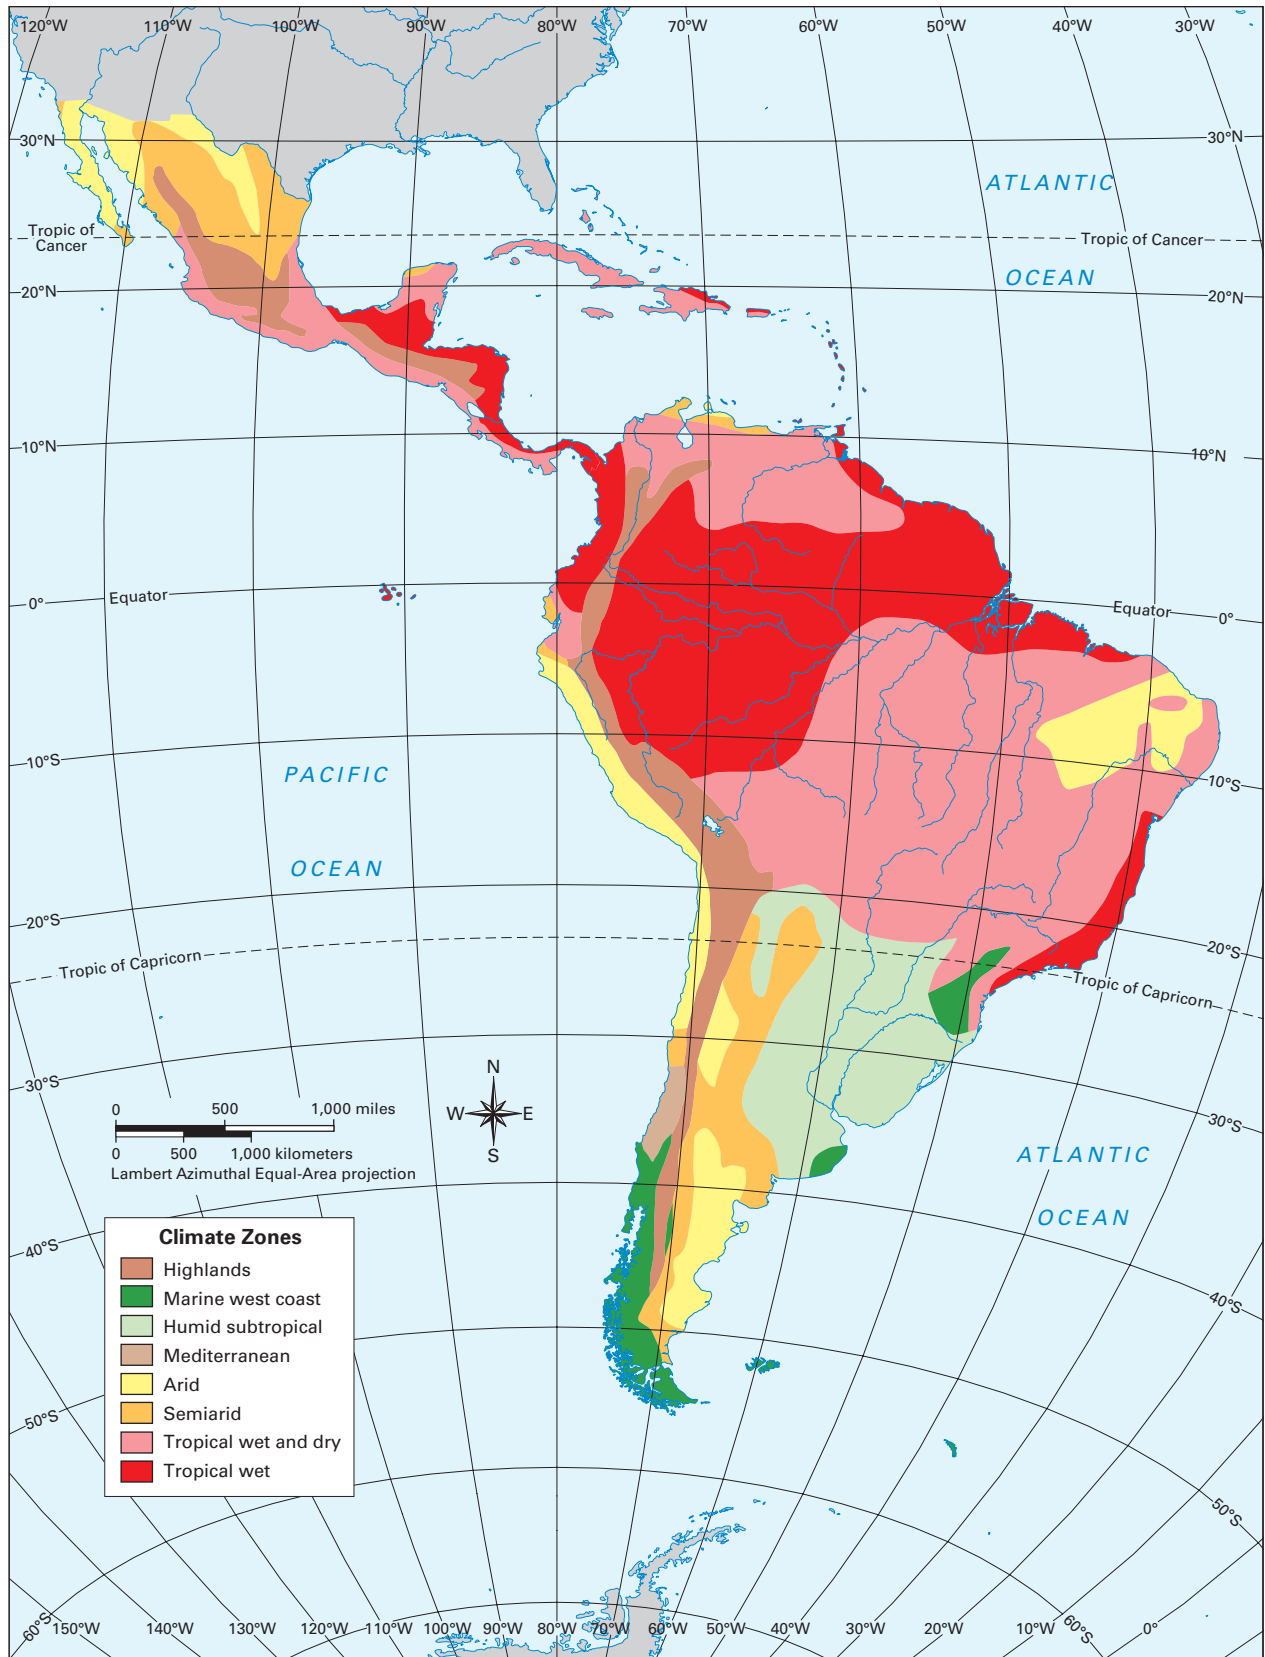 120°W 110°W 100°W 90°W 80°W 70°W 60°W 50°W 40°W 30°W
30°N 30°N
ATLANTIC
Tropic of
Cancer
Tropic of Cancer
OCEAN
20°N 20°N
10°N 10°N
Equator
0°
Equator
0°
PACIFIC
10°S 10°S
OCEAN
20°S 20°S
Tropic of Capricorn
Tropic of Capricorn
N
W E
S
30°S 30°S
0 500 1,000 miles
0 500 1,000 kilometers
Lambert Azimuthal Equal-Area projection
ATLANTIC
OCEAN
40°S 40°S
Climate Zones
Highlands
Marine west coast
Humid subtropical
Mediterranean
Arid
Semiarid
Tropical wet and dry
Tropical wet
50°S 50°S
60°S 60°S
150°W 140°W 130°W 120°W 110°W 100°W 90°W 80°W 70°W 60°W 50°W 40°W 30°W 20°W 10°W 0°